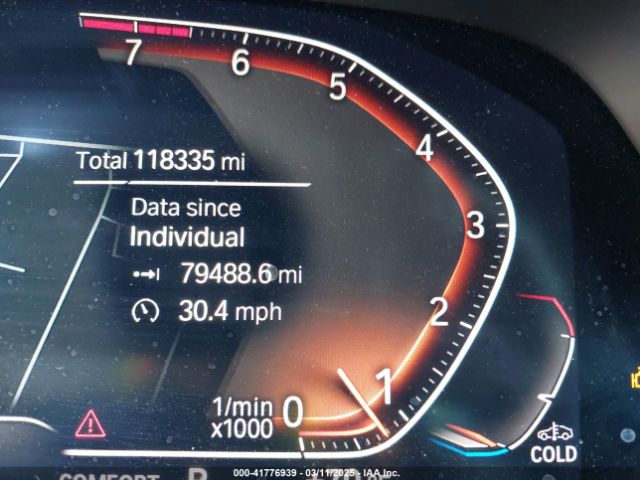 7
6
5
4
3
2
1
0
Total 118335 mi
Data since
Individual
79488.6 mi
30.4 mph
1/min
x1000
COLD
COMFORT P
000-41776939 - 03/11/2025 - IAA Inc.